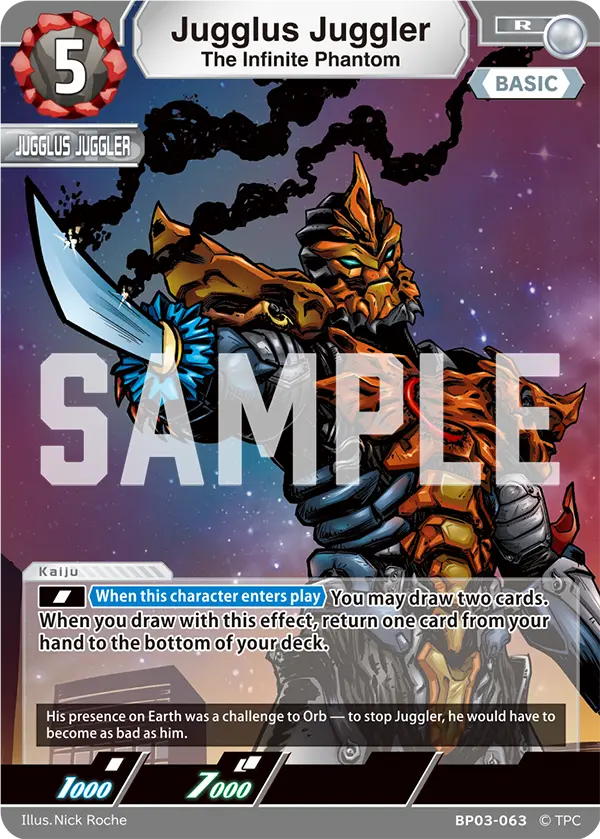 5
Jugglus Juggler
The Infinite Phantom
R
BASIC
JUGGLUS JUGGLER
SAMPLE
Kaiju
When this character enters play You may draw two cards.
When you draw with this effect, return one card from your
hand to the bottom of your deck.
His presence on Earth was a challenge to Orb — to stop Juggler, he would have to
become as bad as him.
1000
7000
Illus.Nick Roche
BP03-063 © TPC